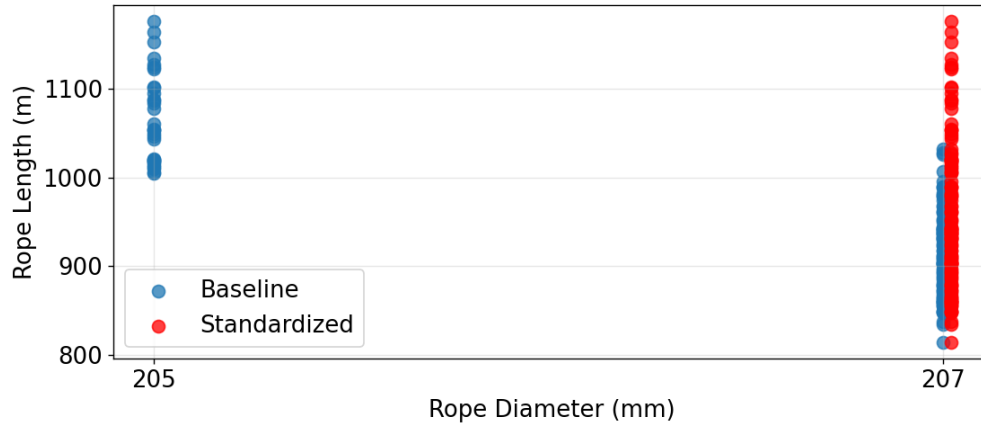 Rope Length (m)
1100
1000
900
800
Baseline
Standardized
205
207
Rope Diameter (mm)